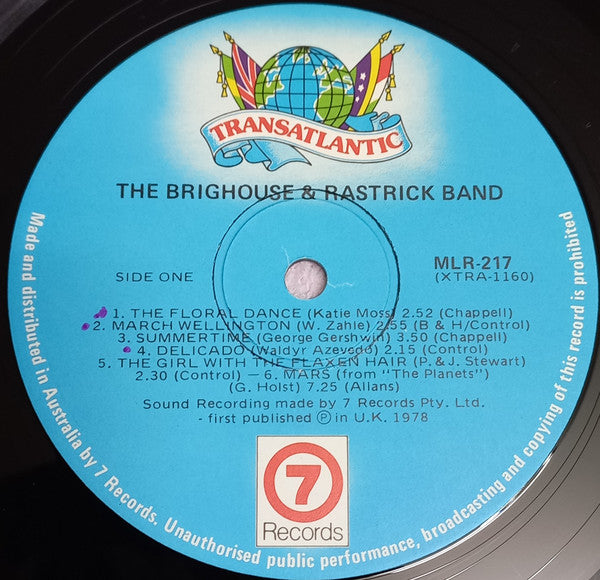 TRANSATLANTIC
THE BRIGHOUSE & RASTRICK BAND
SIDE ONE
MLR-217
(XTRA-1160)
1. THE FLORAL DANCE (Katie Moss) 2.52 (Chappell)
2. MARCH WELLINGTON (W. Zahle) 2.55 (B & H/Control)
3. SUMMERTIME (George Gershwin) 3.50 (Chappell)
4. DELICADO (Waldyr Azevedo) 2.15 (Control)
5. THE GIRL WITH THE FLAXEN HAIR (P. & J. Stewart)
2.30 (Control) – 6. MARS (from "The Planets")
(G. Holst) 7.25 (Allans)
Sound Recording made by 7 Records Pty. Ltd.
- first published ℗ in U.K. 1978
7
Records
Made and distributed in Australia by 7 Records. Unauthorised public performance, broadcasting and copying of this record is prohibited